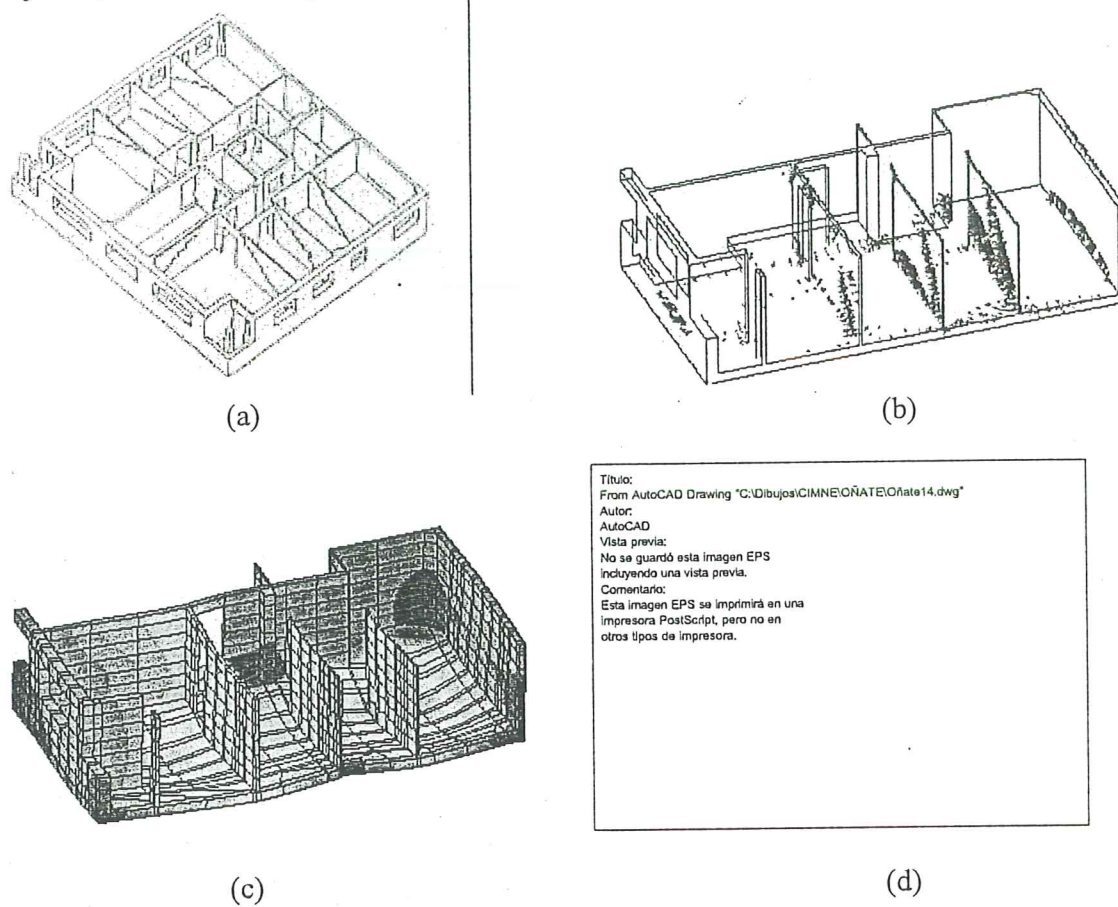 (a)
(b)
Título:
From AutoCAD Drawing "C:\Dibujos\CIMNE\OÑATE\Oñate14.dwg"
Autor:
AutoCAD
Vista previa:
No se guardó esta imagen EPS
incluyendo una vista previa.
Comentario:
Esta imagen EPS se imprimirá en una
impresora PostScript, pero no en
otros tipos de impresora.
(c)
(d)